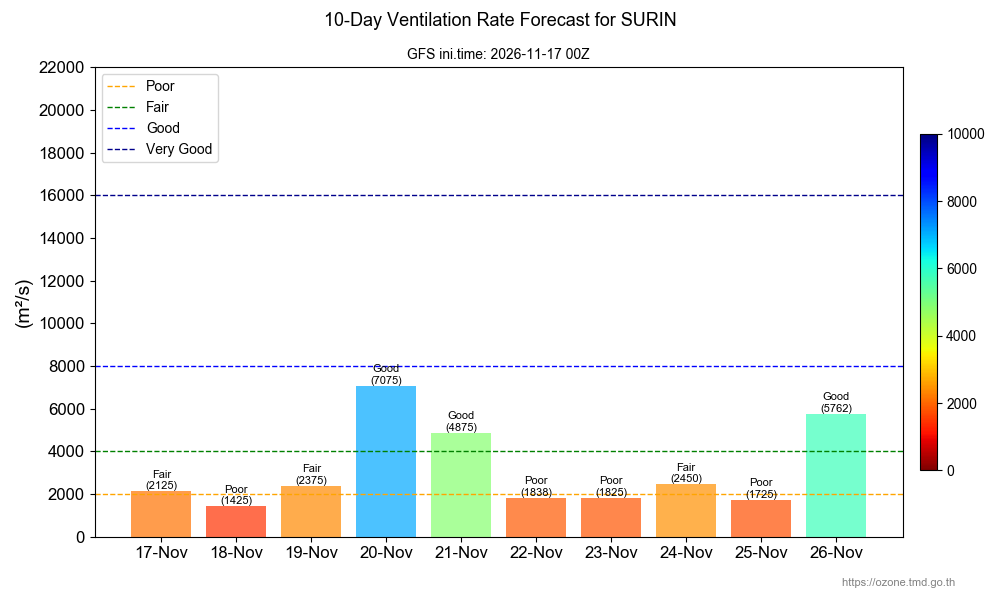 10-Day Ventilation Rate Forecast for SURIN
GFS ini.time: 2026-11-17 00Z
(m²/s)
22000
20000
18000
16000
14000
12000
10000
8000
6000
4000
2000
0
Poor
Fair
Good
Very Good
Fair
(2125)
Poor
(1425)
Fair
(2375)
Good
(7075)
Good
(4875)
Poor
(1838)
Poor
(1825)
Fair
(2450)
Poor
(1725)
Good
(5762)
17-Nov 18-Nov 19-Nov 20-Nov 21-Nov 22-Nov 23-Nov 24-Nov 25-Nov 26-Nov
10000
8000
6000
4000
2000
0
https://ozone.tmd.go.th